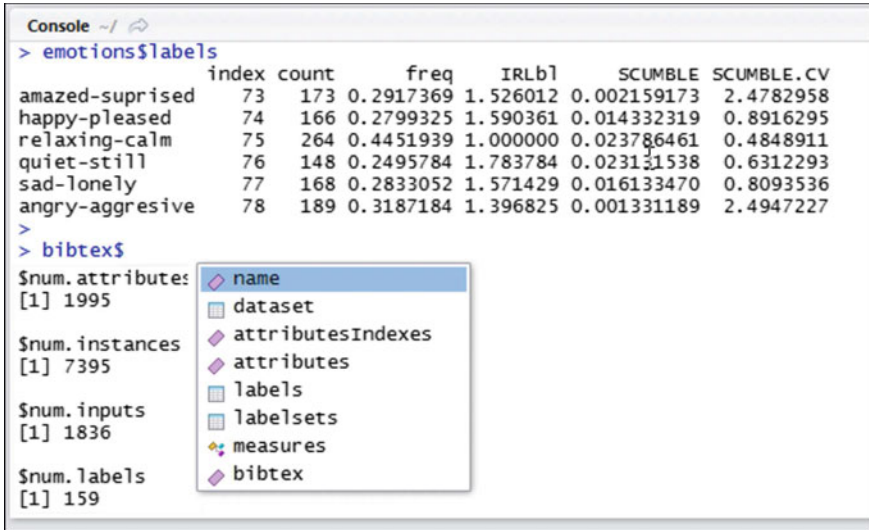 Console ~/
> emotions$labels
index count freq IRLbl SCUMBLE SCUMBLE.CV
amazed-suprised 73 173 0.2917369 1.526012 0.002159173 2.4782958
happy-pleased 74 166 0.2799325 1.590361 0.014332319 0.8916295
relaxing-calm 75 264 0.4451939 1.000000 0.023786461 0.4848911
quiet-still 76 148 0.2495784 1.783784 0.023131538 0.6312293
sad-lonely 77 168 0.2833052 1.571429 0.016133470 0.8093536
angry-aggresive 78 189 0.3187184 1.396825 0.001331189 2.4947227
>
> bibtex$
$num.attributes
[1] 1995
$num.instances
[1] 7395
$num.inputs
[1] 1836
$num.labels
[1] 159
name
dataset
attributesIndexes
attributes
labels
labelsets
measures
bibtex